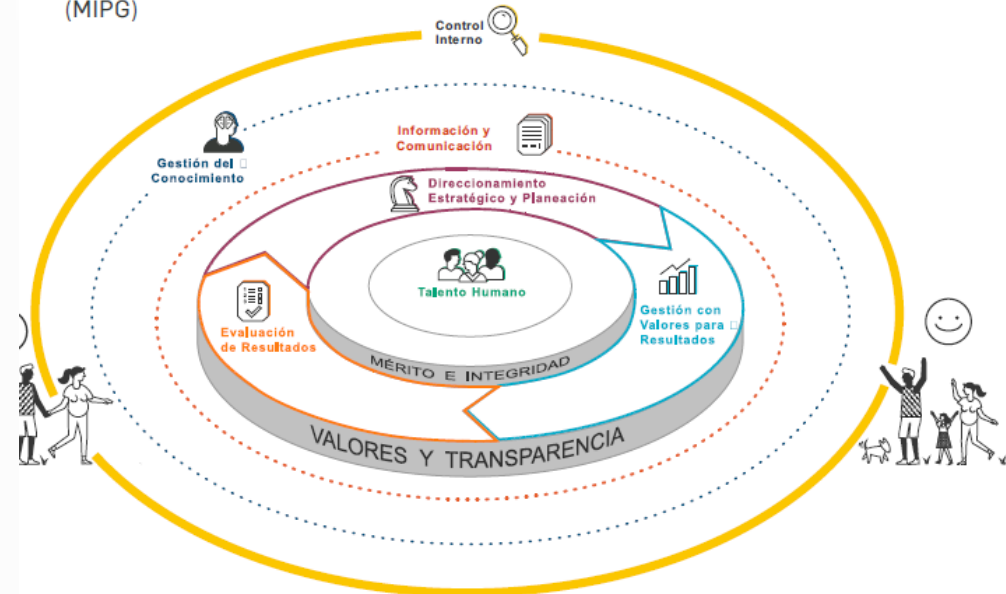 (MIPG)
Control
Interno
Información y
Comunicación
Gestión del
Conocimiento
Direccionamiento
Estratégico y Planeación
Talento Humano
Gestión con
Valores para
Resultados
Evaluación
de Resultados
MÉRITO E INTEGRIDAD
VALORES Y TRANSPARENCIA